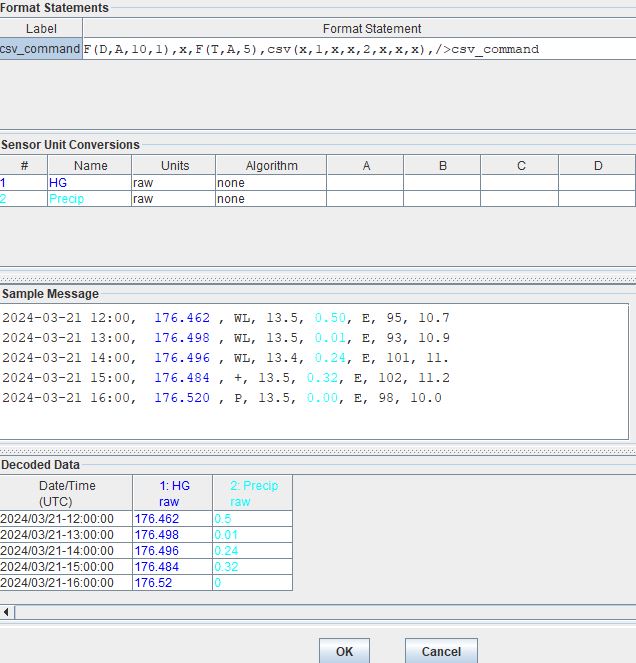 Format Statements
Label Format Statement
csv_command F(D,A,10,1),x,F(T,A,5),csv(x,1,x,x,2,x,x,x),/>csv_command
Sensor Unit Conversions
# Name Units Algorithm A B C D
1 HG raw none
2 Precip raw none
Sample Message
2024-03-21 12:00, 176.462 , WL, 13.5, 0.50, E, 95, 10.7
2024-03-21 13:00, 176.498 , WL, 13.5, 0.01, E, 93, 10.9
2024-03-21 14:00, 176.496 , WL, 13.4, 0.24, E, 101, 11.
2024-03-21 15:00, 176.484 , +, 13.5, 0.32, E, 102, 11.2
2024-03-21 16:00, 176.520 , P, 13.5, 0.00, E, 98, 10.0
Decoded Data
Date/Time 1: HG 2: Precip
(UTC) raw raw
2024/03/21-12:00:00 176.462 0.5
2024/03/21-13:00:00 176.498 0.01
2024/03/21-14:00:00 176.496 0.24
2024/03/21-15:00:00 176.484 0.32
2024/03/21-16:00:00 176.52 0
OK Cancel